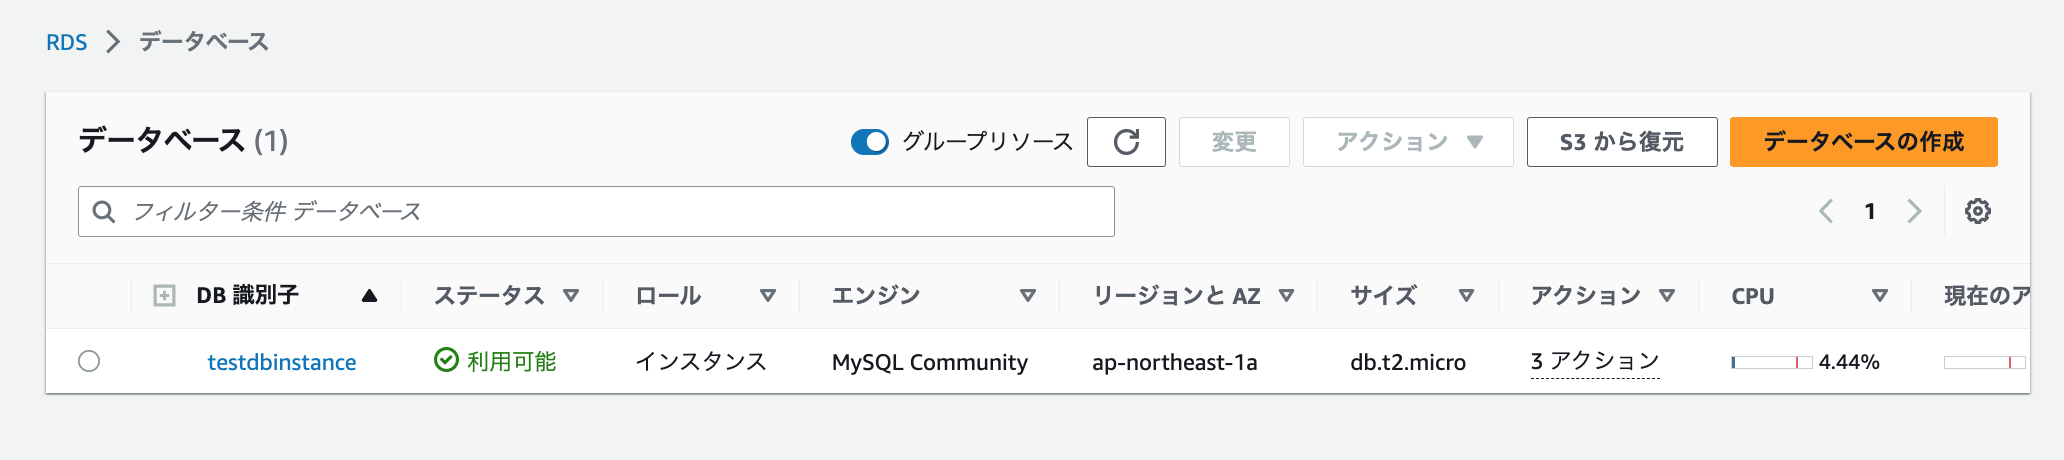 RDS > データベース
データベース (1) グループリソース 変更 アクション S3 から復元 データベースの作成
フィルター条件 データベース 1
DB 識別子 ステータス ロール エンジン リージョンと AZ サイズ アクション CPU 現在のア
testdbinstance 利用可能 インスタンス MySQL Community ap-northeast-1a db.t2.micro 3 アクション 4.44%